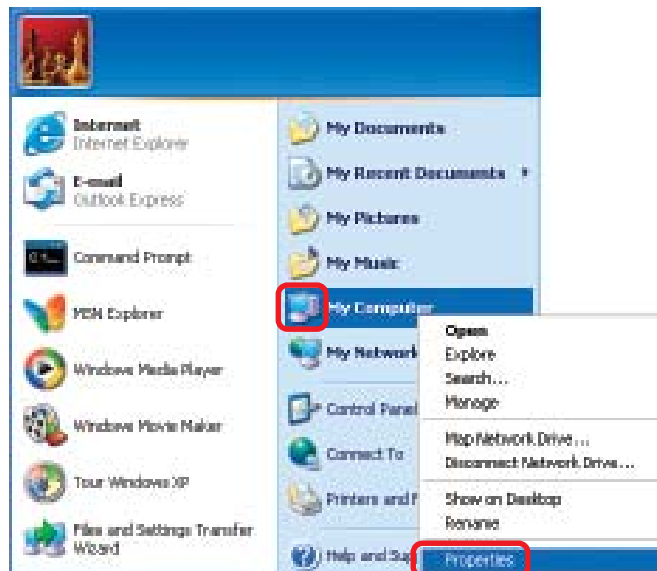 Internet
Internet Explorer
E-mail
Outlook Express
Command Prompt
MSN Explorer
Windows Media Player
Windows Movie Maker
Tour Windows XP
Files and Settings Transfer
Wizard
My Documents
My Recent Documents
My Pictures
My Music
My Computer
My Network
Control Panel
Connect To
Printers and F
Help and Sup
Open
Explore
Search...
Manage
Map Network Drive...
Disconnect Network Drive...
Show on Desktop
Rename
Properties